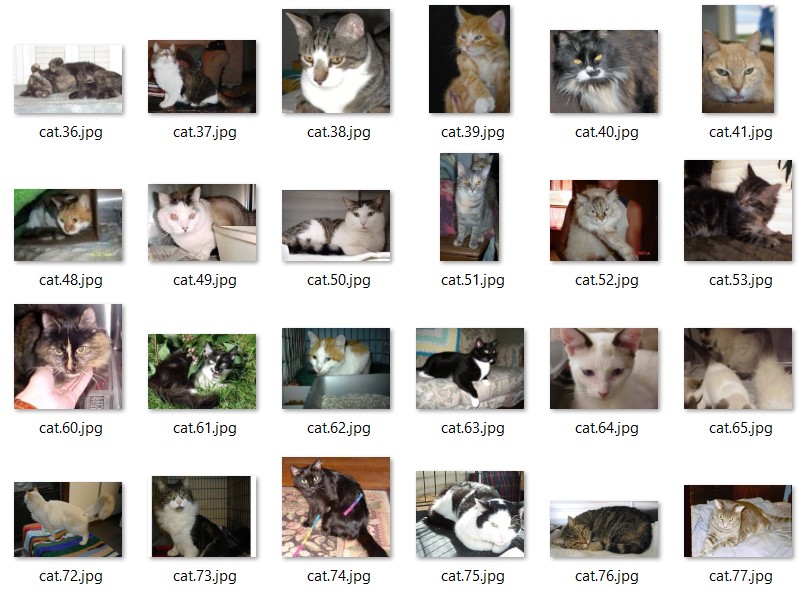 cat.36.jpg cat.37.jpg cat.38.jpg cat.39.jpg cat.40.jpg cat.41.jpg
cat.48.jpg cat.49.jpg cat.50.jpg cat.51.jpg cat.52.jpg cat.53.jpg
cat.60.jpg cat.61.jpg cat.62.jpg cat.63.jpg cat.64.jpg cat.65.jpg
cat.72.jpg cat.73.jpg cat.74.jpg cat.75.jpg cat.76.jpg cat.77.jpg